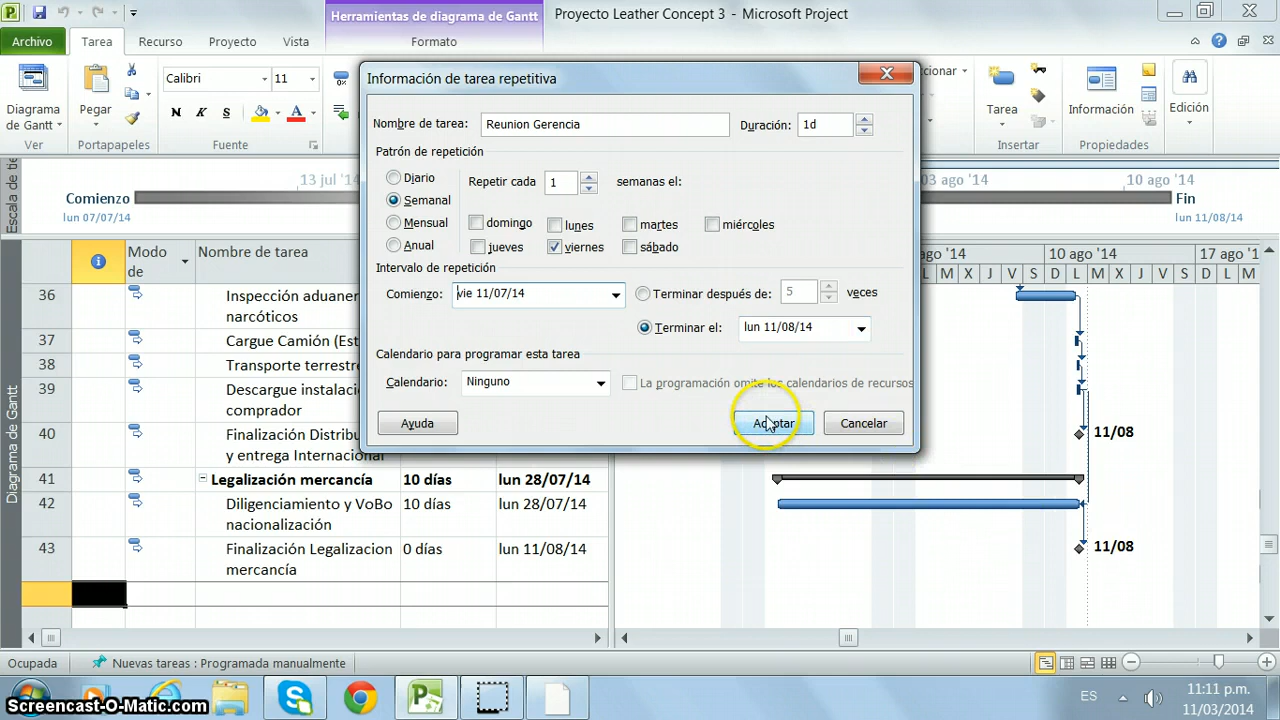 Herramientas de diagrama de Gantt
Proyecto Leather Concept 3 - Microsoft Project
Archivo
Tarea
Recurso
Proyecto
Vista
Formato
Diagrama
de Gantt
Ver
Pegar
Portapapeles
Calibri
11
N K S
Fuente
Tarea
Insertar
Información
Propiedades
Edición
Información de tarea repetitiva
Nombre de tarea: Reunion Gerencia
Duración: 1d
Patrón de repetición
Diario
Semanal
Mensual
Anual
Repetir cada 1 semanas el:
domingo lunes martes miércoles
jueves viernes sábado
Intervalo de repetición
Comienzo: vie 11/07/14
Terminar después de: 5 veces
Terminar el: lun 11/08/14
Calendario para programar esta tarea
Calendario: Ninguno
La programación omite los calendarios de recursos
Ayuda
Aceptar
Cancelar
Comienzo
lun 07/07/14
13 jul '14
03 ago '14
10 ago '14
Fin
lun 11/08/14
Diagrama de Gantt
Modo
de
Nombre de tarea
ago '14
10 ago '14
17 ago '14
L M X J V S D L M X J V S D L M
36 Inspección
narcóticos
37 Cargue Camión
38 Transporte terrestre
39 Descargue
comprador
40 Finalización
y entrega Internacional
41 Legalización mercancía 10 días lun 28/07/14
42 Diligenciamiento y VoBo 10 días lun 28/07/14
nacionalización
43 Finalización Legalizacion 0 días lun 11/08/14
mercancía
11/08
11/08
Ocupada
Nuevas tareas : Programada manualmente
ES
11:11 p.m.
11/03/2014
Screencast-O-Matic.com